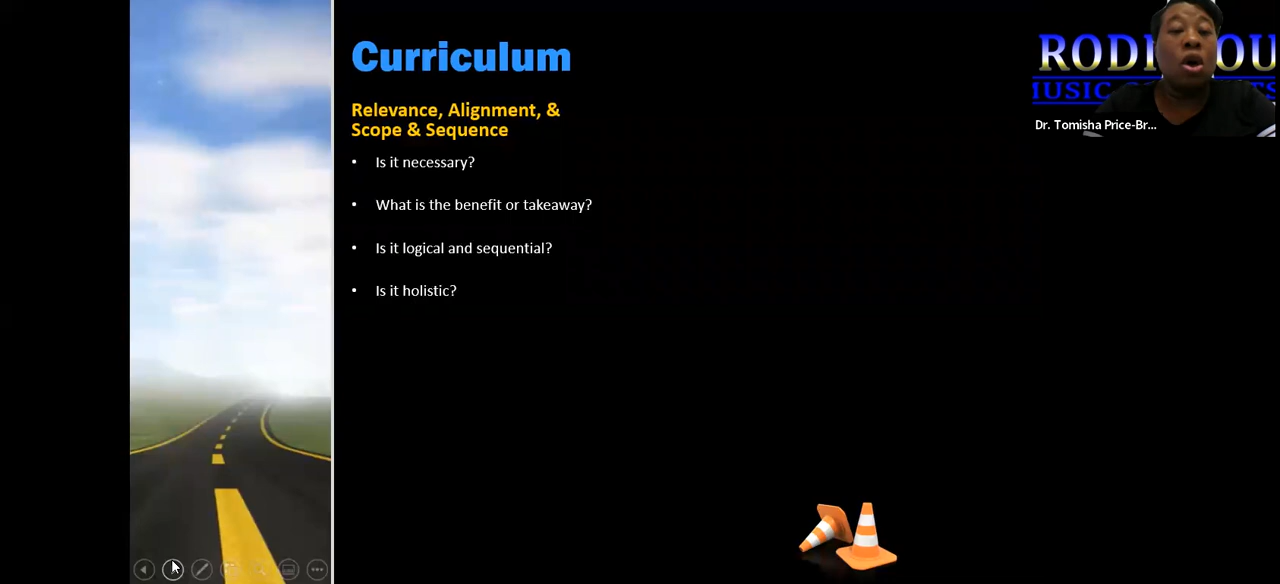 Curriculum
Relevance, Alignment, &
Scope & Sequence
• Is it necessary?
• What is the benefit or takeaway?
• Is it logical and sequential?
• Is it holistic?
Dr. Tomisha Price-Br...